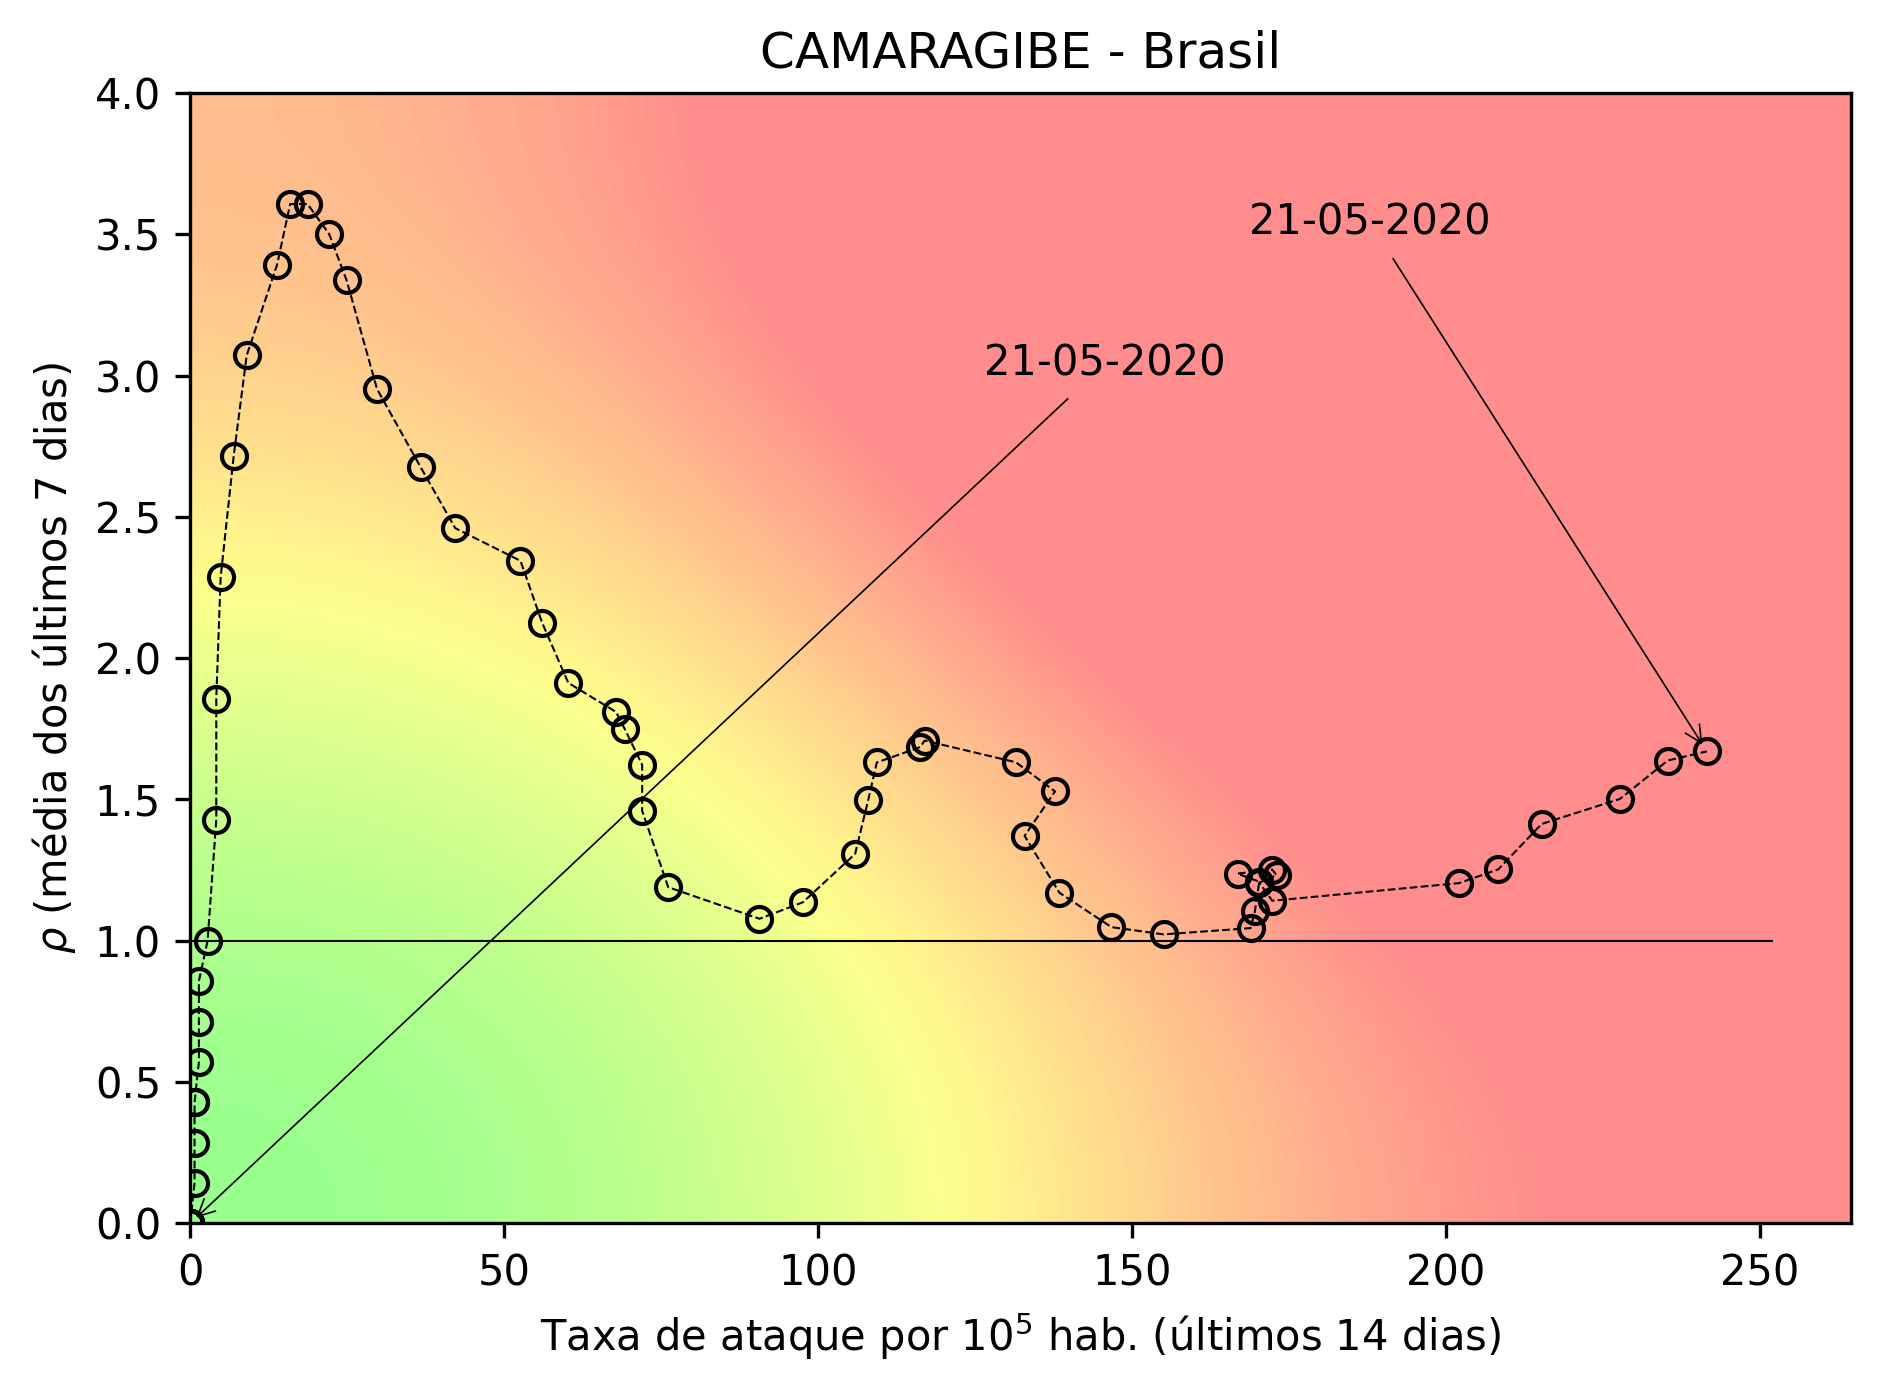 CAMARAGIBE - Brasil
4.0
3.5
3.0
2.5
2.0
1.5
1.0
0.5
0.0
ρ (média dos últimos 7 dias)
21-05-2020
21-05-2020
0 50 100 150 200 250
Taxa de ataque por 10⁵ hab. (últimos 14 dias)